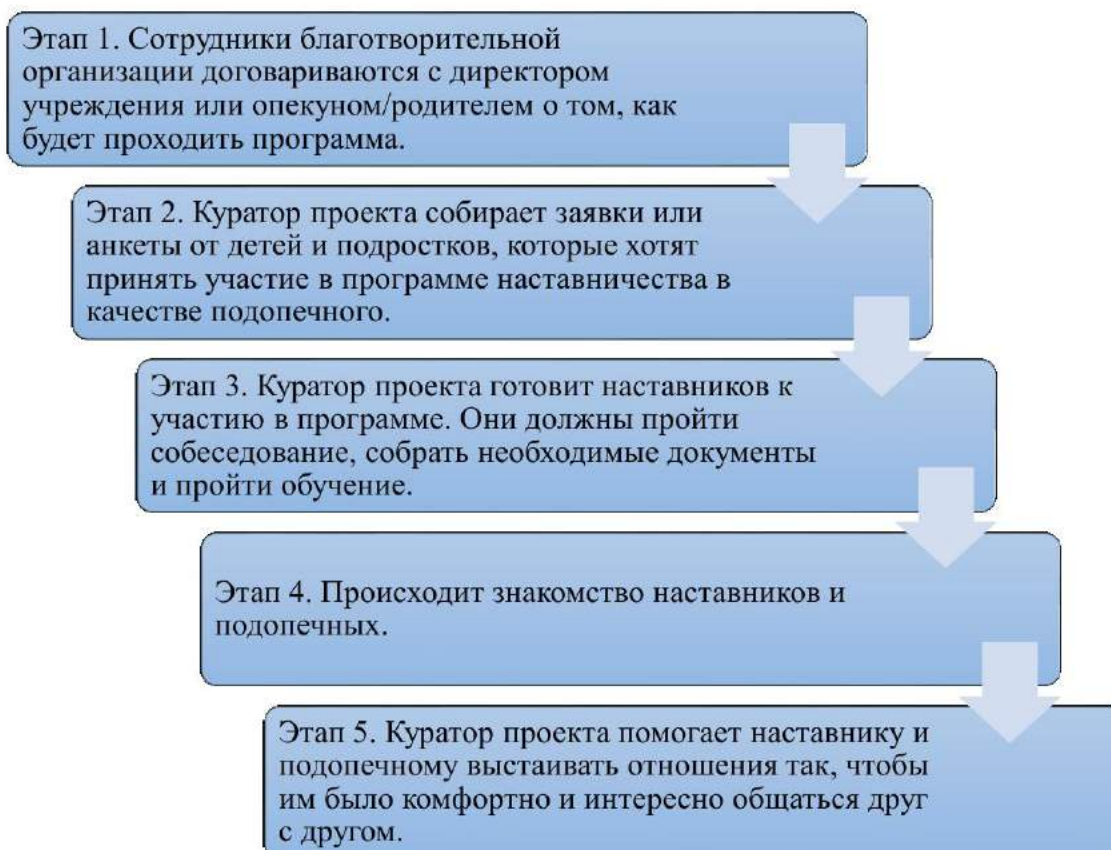 Этап 1. Сотрудники благотворительной
организации договариваются с директором
учреждения или опекуном/родителем о том, как
будет проходить программа.
Этап 2. Куратор проекта собирает заявки или
анкеты от детей и подростков, которые хотят
принять участие в программе наставничества в
качестве подопечного.
Этап 3. Куратор проекта готовит наставников к
участию в программе. Они должны пройти
собеседование, собрать необходимые документы
и пройти обучение.
Этап 4. Происходит знакомство наставников и
подопечных.
Этап 5. Куратор проекта помогает наставнику и
подопечному выстаивать отношения так, чтобы
им было комфортно и интересно общаться друг
с другом.